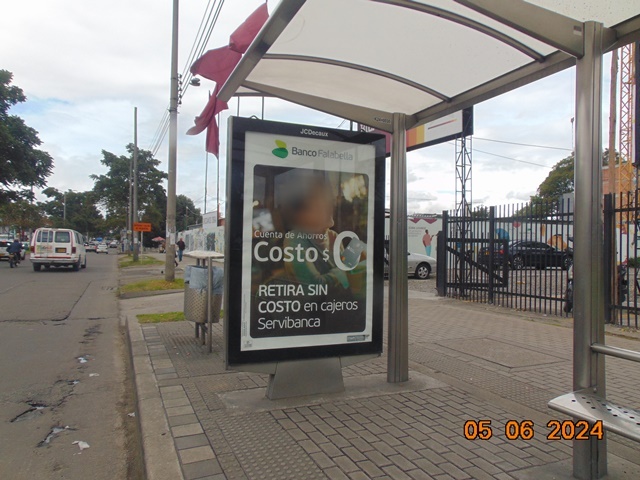 JCDecaux
Banco Falabella
Cuenta de Ahorros
Costo $ 0
RETIRA SIN
COSTO en cajeros
Servibanca
05 06 2024